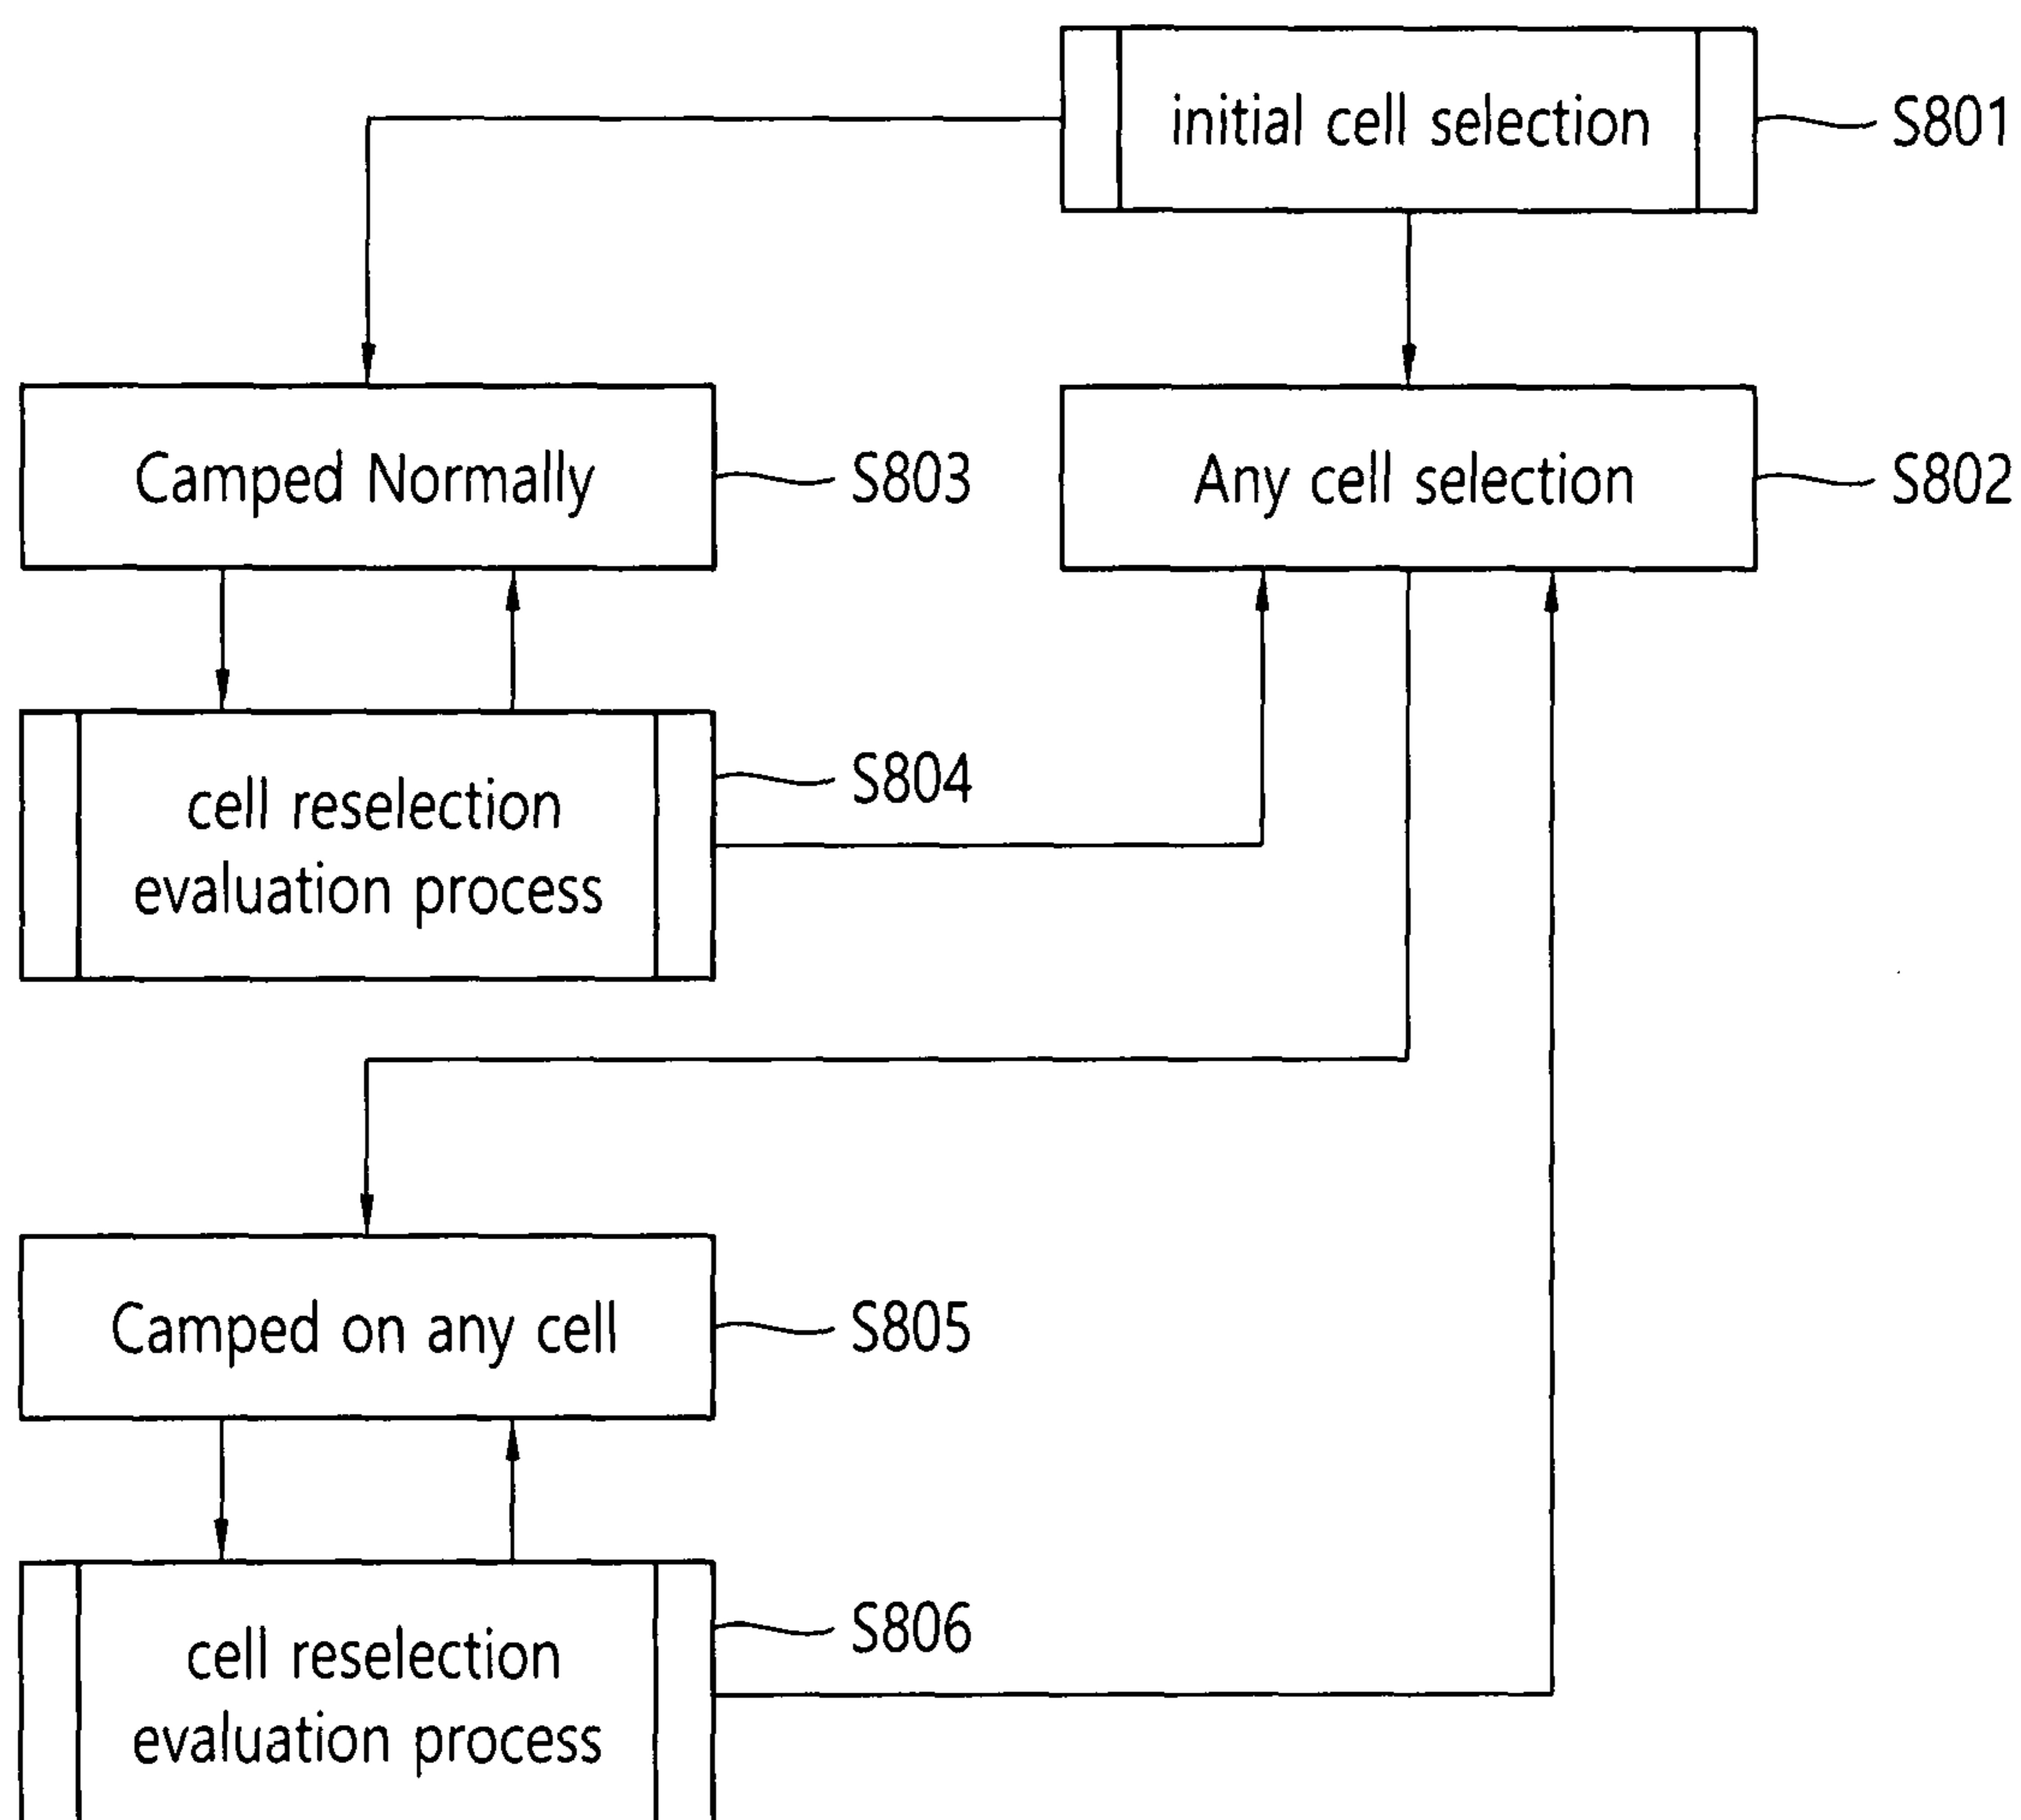 initial cell selection
S801
Camped Normally
S803
Any cell selection
S802
cell reselection
evaluation process
S804
Camped on any cell
S805
cell reselection
evaluation process
S806